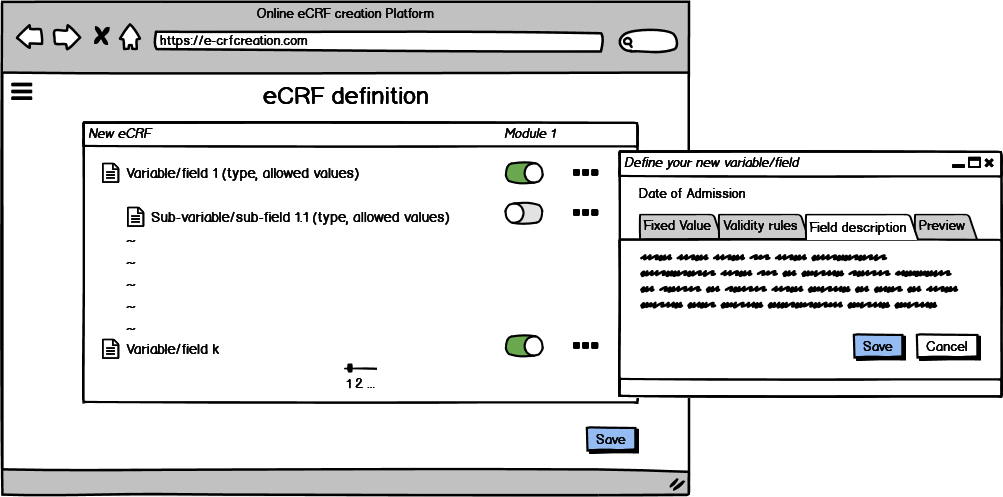 Online eCRF creation Platform
https://e-crfcreation.com
eCRF definition
New eCRF Module 1
Variable/field 1 (type, allowed values)
Sub-variable/sub-field 1.1 (type, allowed values)
~
~
~
~
~
Variable/field k
1 2 ...
Save
Define your new variable/field
Date of Admission
Fixed Value Validity rules Field description Preview
Save Cancel